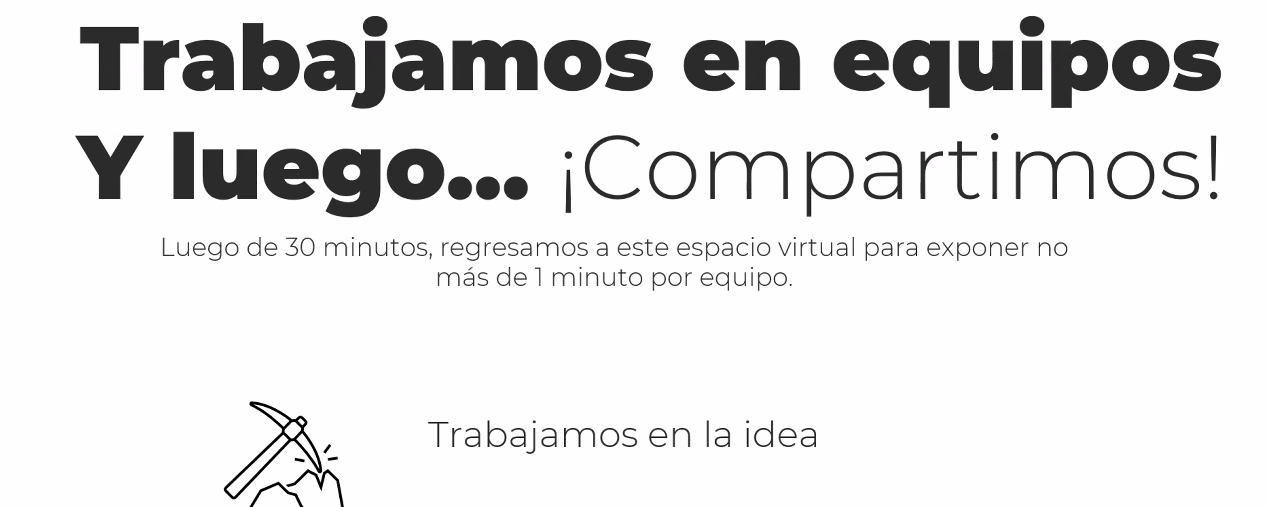 Trabajamos en equipos
Y luego... ¡Compartimos!
Luego de 30 minutos, regresamos a este espacio virtual para exponer no
más de 1 minuto por equipo.
Trabajamos en la idea